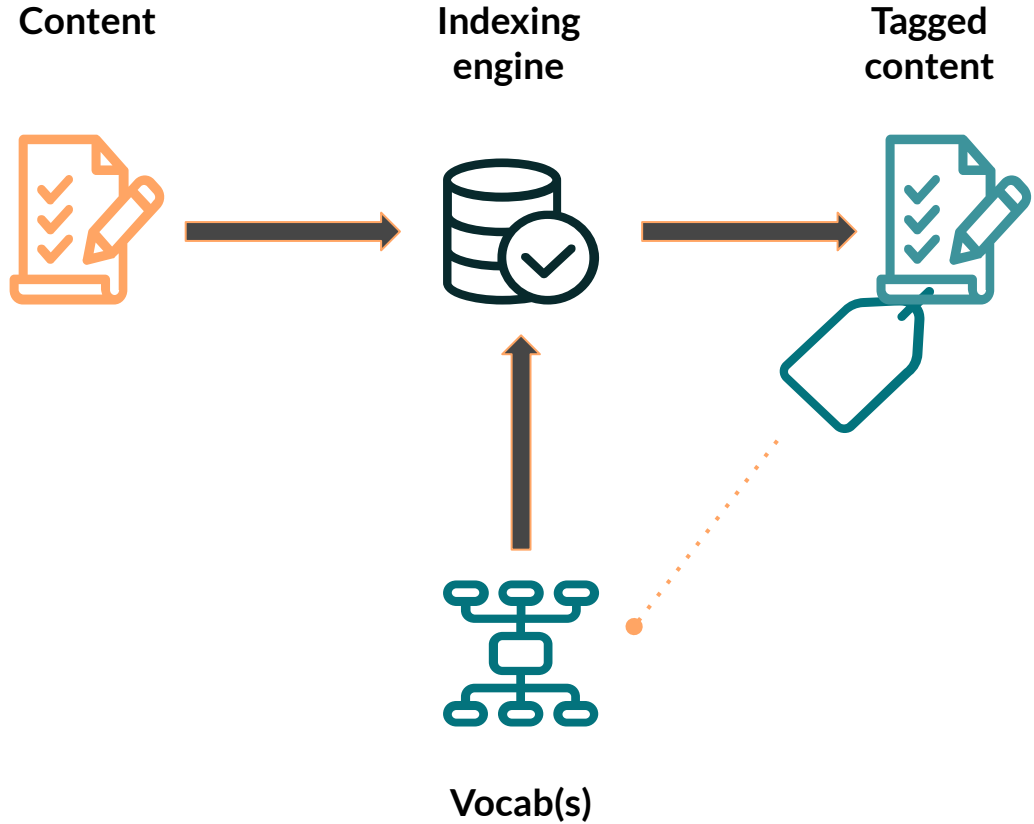 Content
Indexing
engine
Tagged
content
Vocab(s)